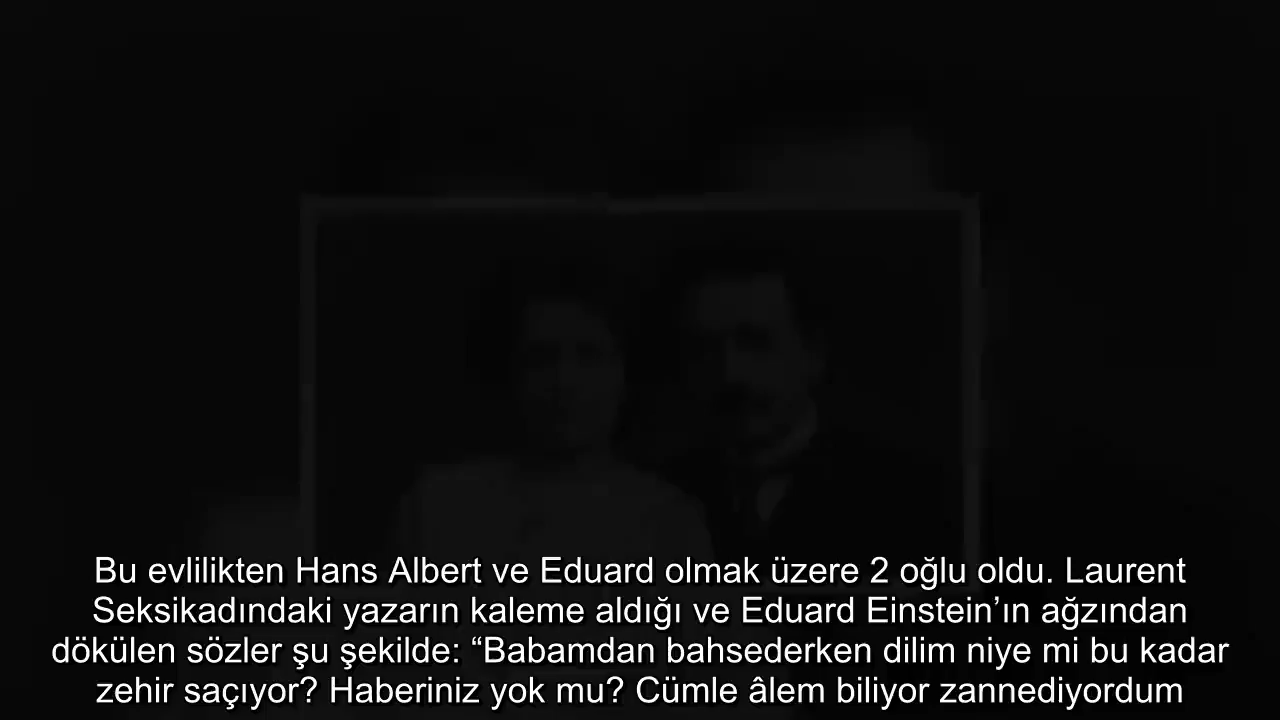 Bu evlilikten Hans Albert ve Eduard olmak üzere 2 oğlu oldu. Laurent
Seksikadındaki yazarın kaleme aldığı ve Eduard Einstein’ın ağzından
dökülen sözler şu şekilde: “Babamdan bahsederken dilim niye mi bu kadar
zehir saçıyor? Haberiniz yok mu? Cümle âlem biliyor zannediyordum